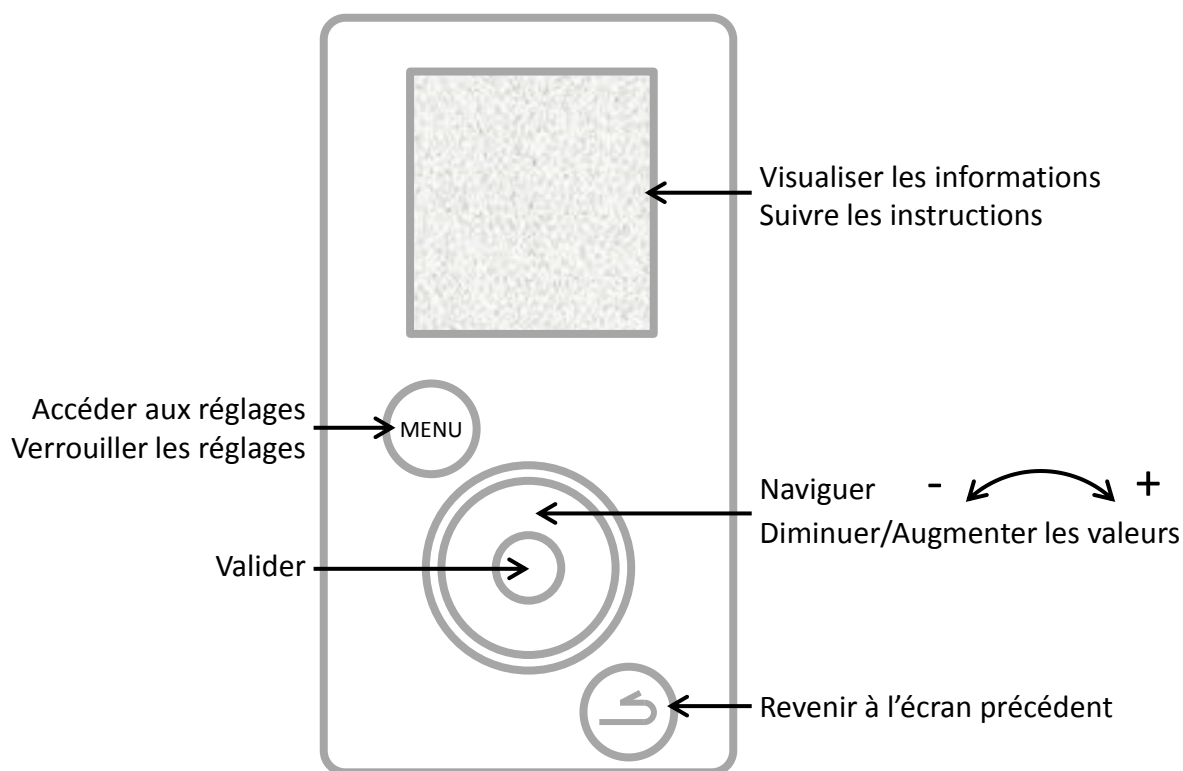 Visualiser les informations
Suivre les instructions
Accéder aux réglages
Verrouiller les réglages
MENU
Naviguer - +
Diminuer/Augmenter les valeurs
Valider
Revenir à l’écran précédent